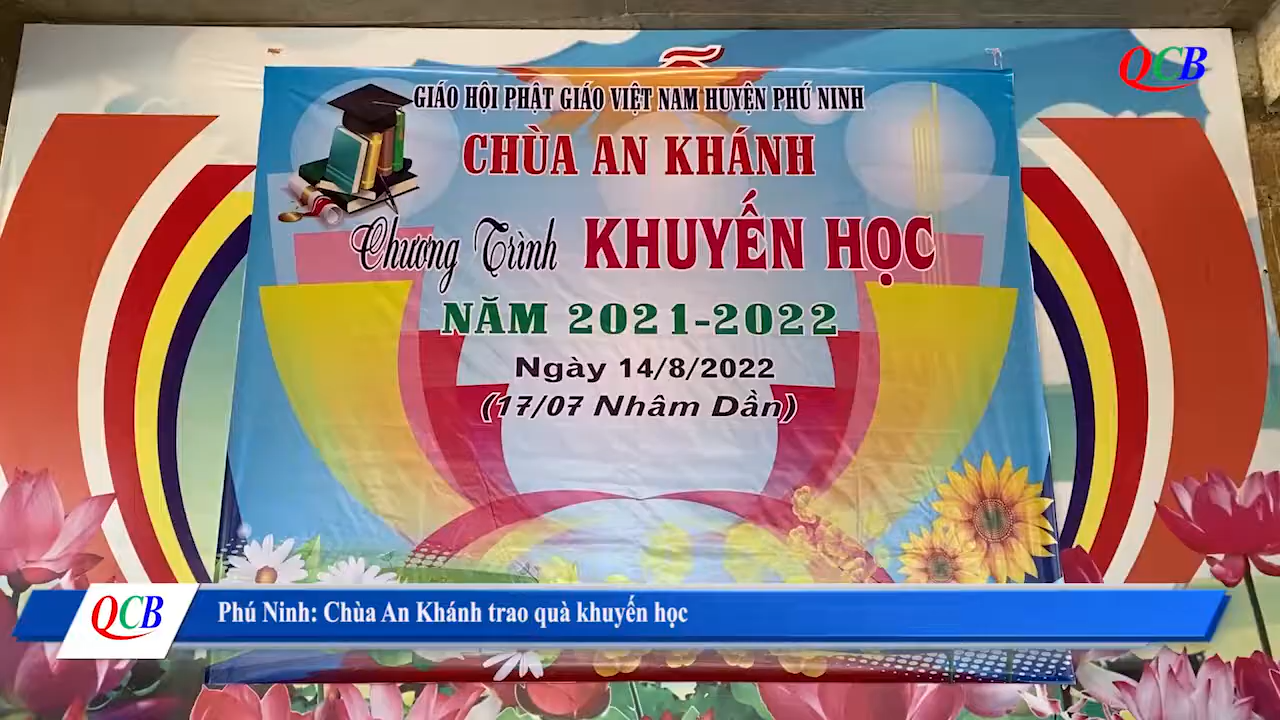 QCB
GIÁO HỘI PHẬT GIÁO VIỆT NAM HUYỆN PHÚ NINH
CHÙA AN KHÁNH
Chương Trình KHUYẾN HỌC
NĂM 2021-2022
Ngày 14/8/2022
(17/07 Nhâm Dần)
QCB Phú Ninh: Chùa An Khánh trao quà khuyến học